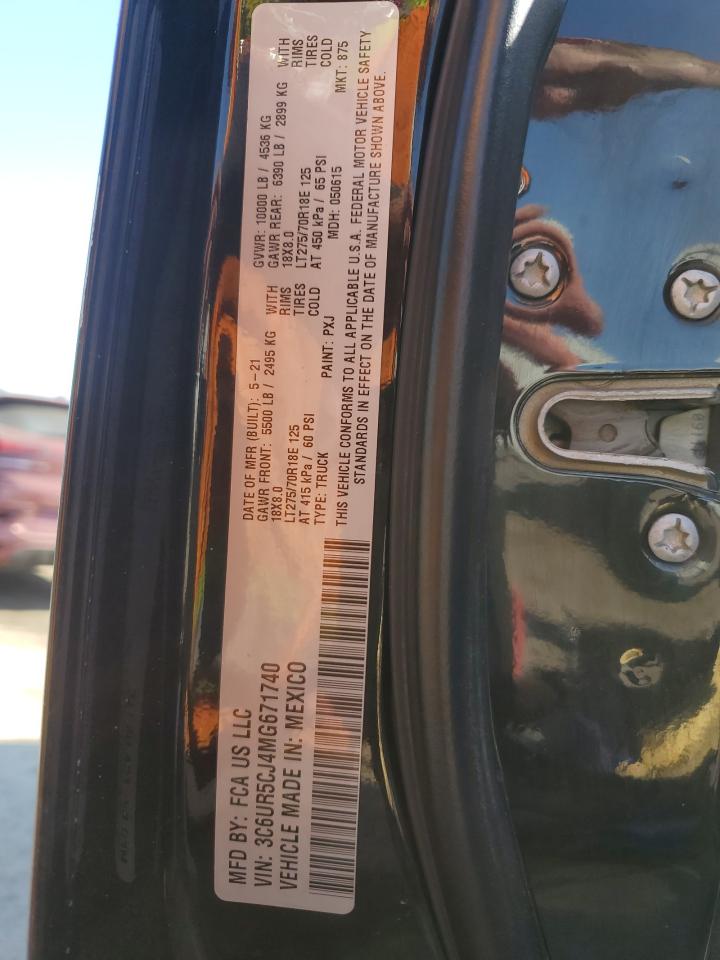 MFD BY: FCA US LLC
VIN: 3C6UR5CJ4MG671740
VEHICLE MADE IN: MEXICO
DATE OF MFR (BUILT): 5-21 GVWR: 10000 LB / 4536 KG
GAWR FRONT: 5500 LB / 2495 KG WITH GAWR REAR: 6390 LB / 2899 KG WITH
18X8.0 RIMS 18X8.0 RIMS
LT275/70R18E 125 TIRES LT275/70R18E 125 TIRES
AT 415 kPa / 60 PSI COLD AT 450 kPa / 65 PSI COLD
TYPE: TRUCK PAINT: PXJ MDH: 050615 MKT: 875
THIS VEHICLE CONFORMS TO ALL APPLICABLE U.S.A. FEDERAL MOTOR VEHICLE SAFETY
STANDARDS IN EFFECT ON THE DATE OF MANUFACTURE SHOWN ABOVE.